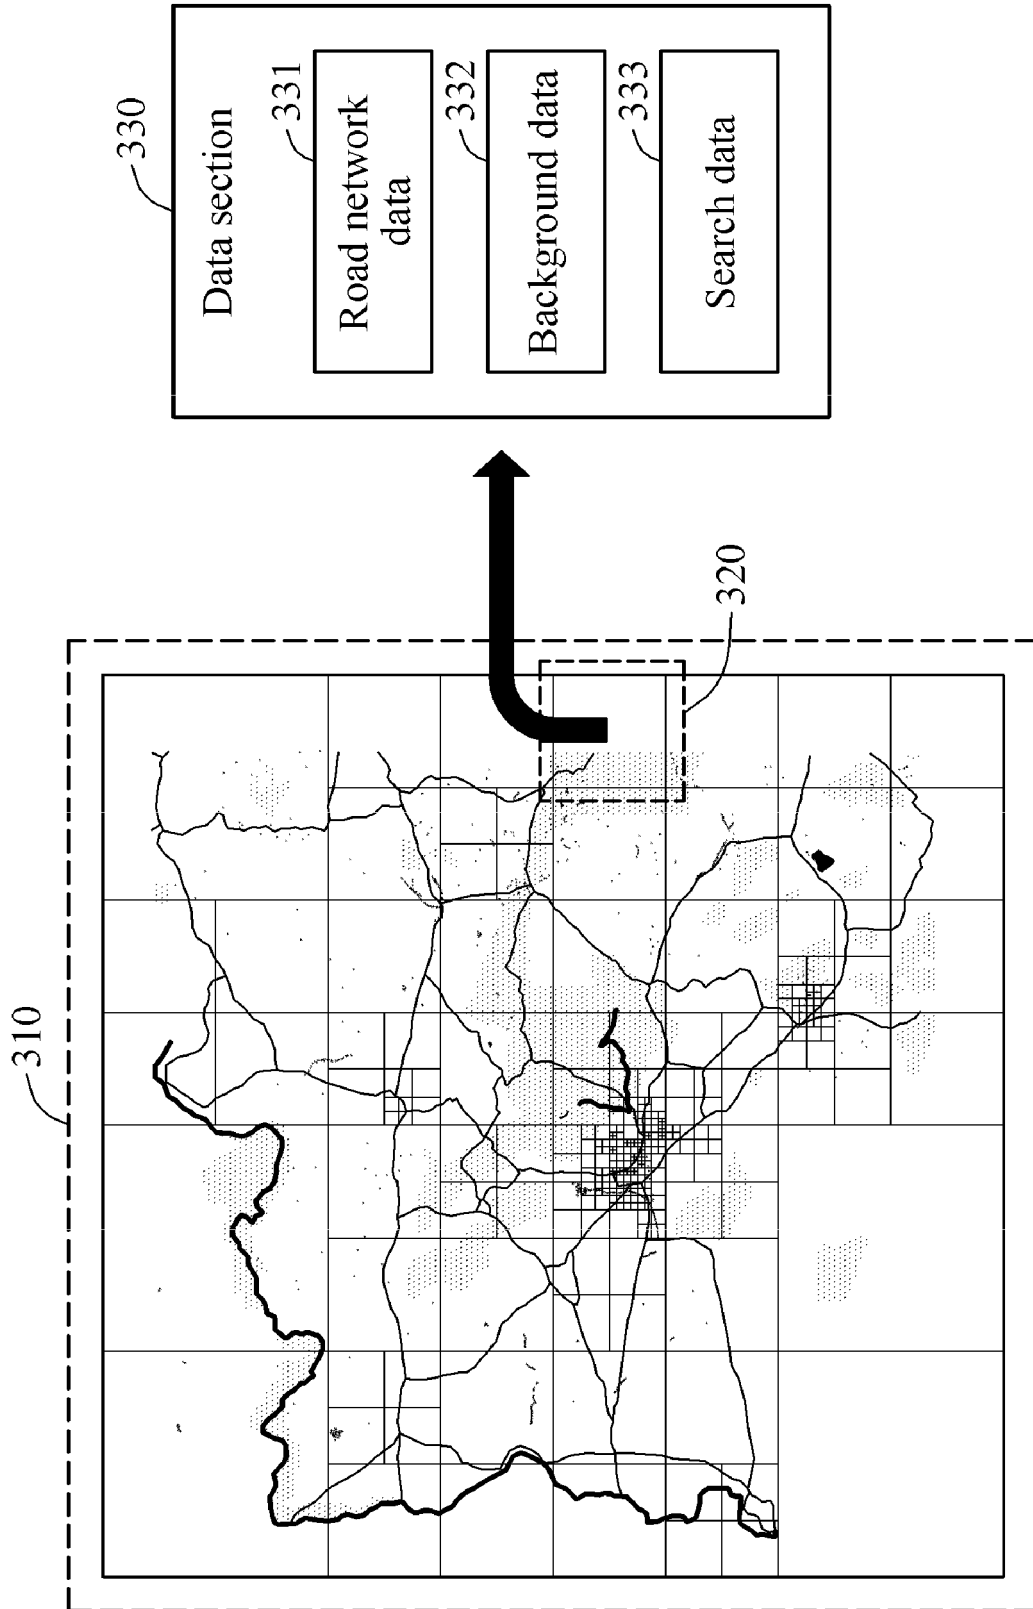 310
320
330
Data section
331
Road network
data
332
Background data
333
Search data